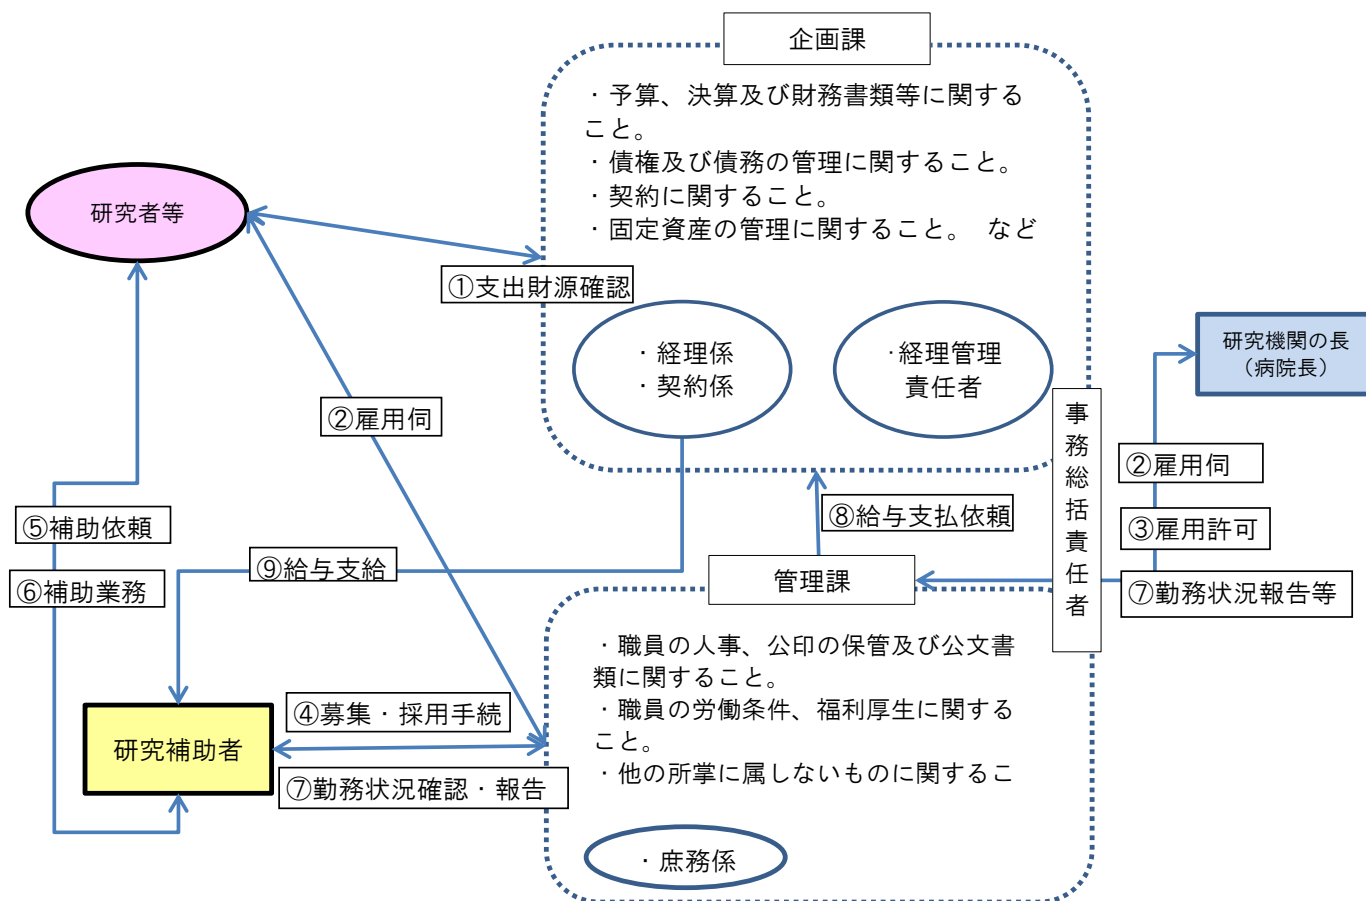 企画課
・予算、決算及び財務書類等に関する
こと。
・債権及び債務の管理に関すること。
・契約に関すること。
・固定資産の管理に関すること。 など
研究者等
①支出財源確認
・経理係
・契約係
・経理管理
責任者
研究機関の長
（病院長）
事務総括責任者
②雇用伺
②雇用伺
③雇用許可
⑦勤務状況報告等
⑤補助依頼
⑥補助業務
⑧給与支払依頼
⑨給与支給
管理課
・職員の人事、公印の保管及び公文書
類に関すること。
・職員の労働条件、福利厚生に関する
こと。
・他の所掌に属しないものに関するこ
④募集・採用手続
研究補助者
⑦勤務状況確認・報告
・庶務係